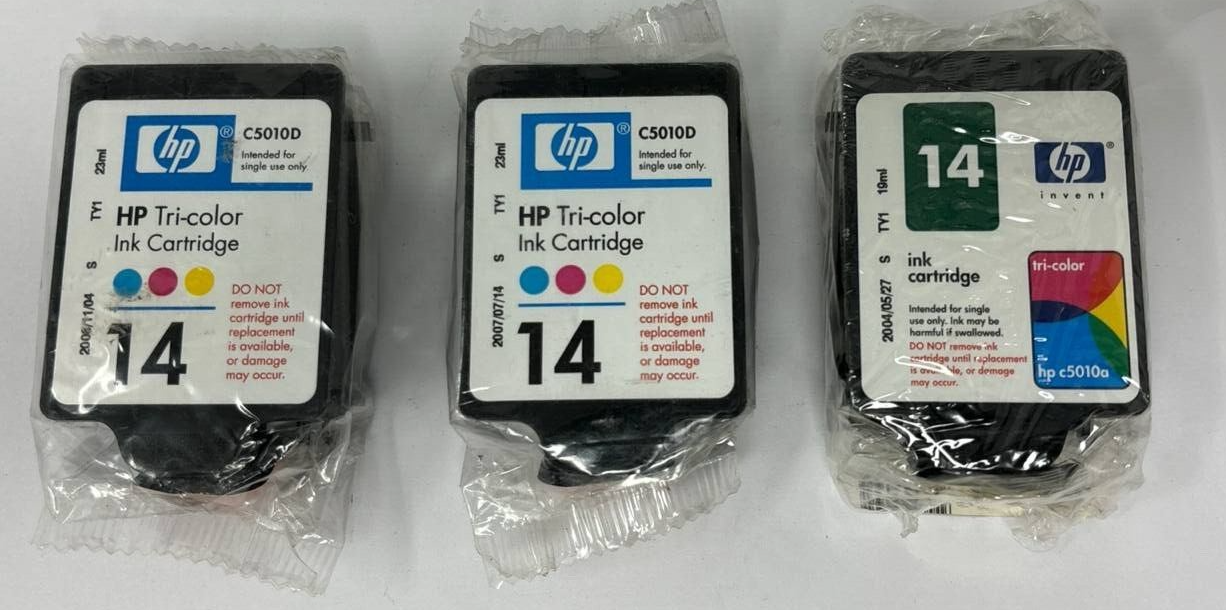 hp®
C5010D
Intended for
single use only.
23ml
TY1
S
2008/11/04
HP Tri-color
Ink Cartridge
14
DO NOT
remove ink
cartridge until
replacement
is available,
or damage
may occur.
hp®
C5010D
Intended for
single use only.
23ml
TY1
S
2007/07/14
HP Tri-color
Ink Cartridge
14
DO NOT
remove ink
cartridge until
replacement
is available,
or damage
may occur.
14
hp®
invent
19ml
TY1
S
2004/05/27
ink
cartridge
tri-color
Intended for single
use only. Ink may be
harmful if swallowed.
DO NOT remove ink
cartridge until replacement
is available, or damage
may occur.
hp c5010a